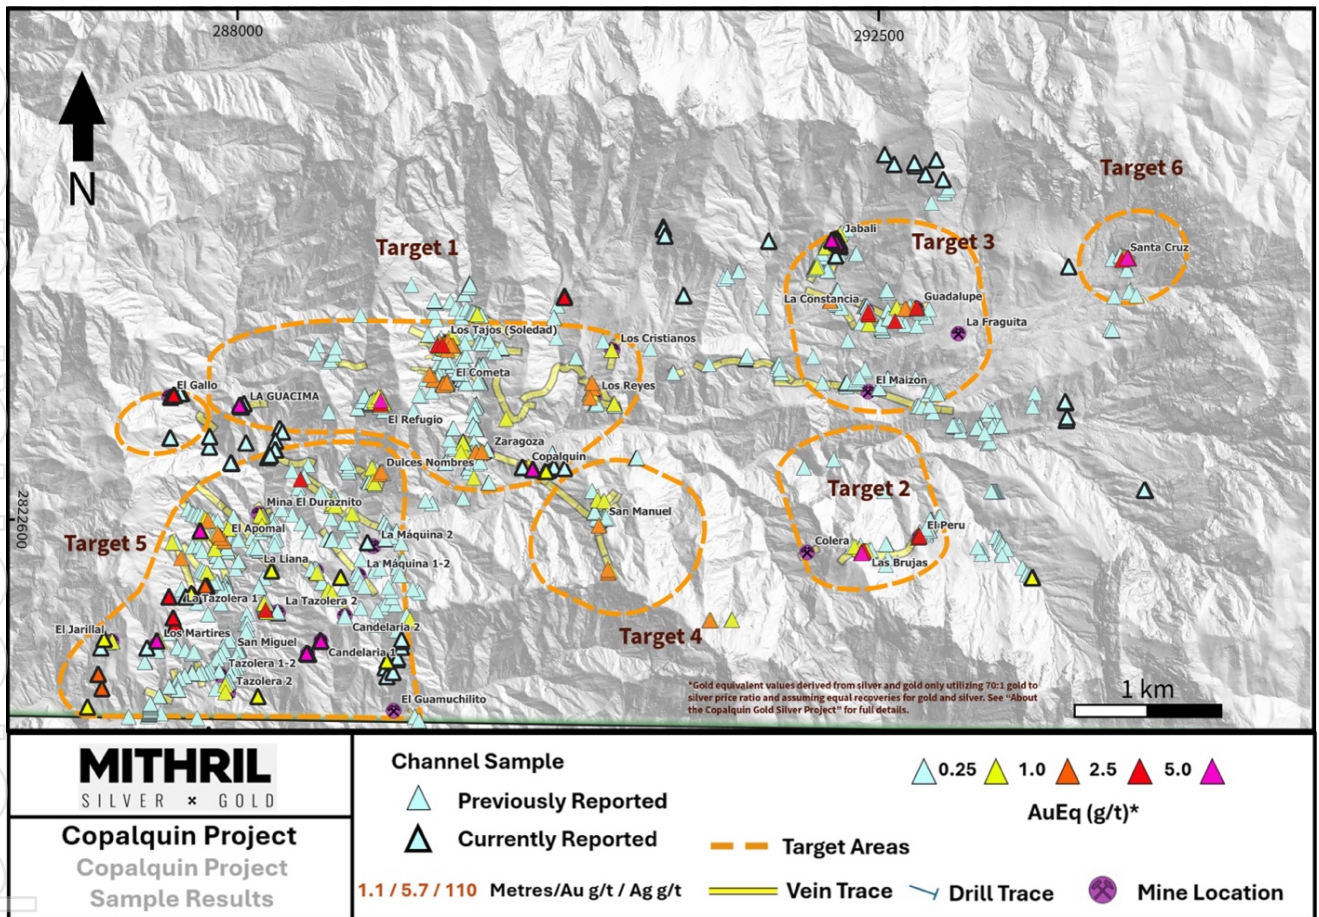 288000
292500
N
Target 6
Jabali
Target 3
Santa Cruz
Target 1
La Constancia
Guadalupe
La Fraguita
Los Tajos (Soledad)
Los Cristianos
El Cometa
El Gallo
Los Reyes
El Maizon
LA GUACIMA
El Refugio
Zaragoza
Copalquin
Dulces Nombres
Target 2
2822600
Mina El Duraznito
San Manuel
El Apomal
El Peru
Target 5
La Máquina 2
Colera
La Liana
La Máquina 1-2
Las Brujas
La Tazolera 1
La Tazolera 2
El Jarillal
Los Martires
Candelaria 2
Target 4
San Miguel
Candelaria 1
Tazolera 1-2
Tazolera 2
El Guamuchilito
*Gold equivalent values derived from silver and gold only utilizing 70:1 gold to
silver price ratio and assuming equal recoveries for gold and silver. See “About
the Copalquin Gold Silver Project” for full details.
1 km
MITHRIL
SILVER × GOLD
Copalquin Project
Copalquin Project
Sample Results
Channel Sample
Previously Reported
Currently Reported
1.1 / 5.7 / 110 Metres/Au g/t / Ag g/t
0.25 1.0 2.5 5.0
AuEq (g/t)*
Target Areas
Vein Trace
Drill Trace
Mine Location